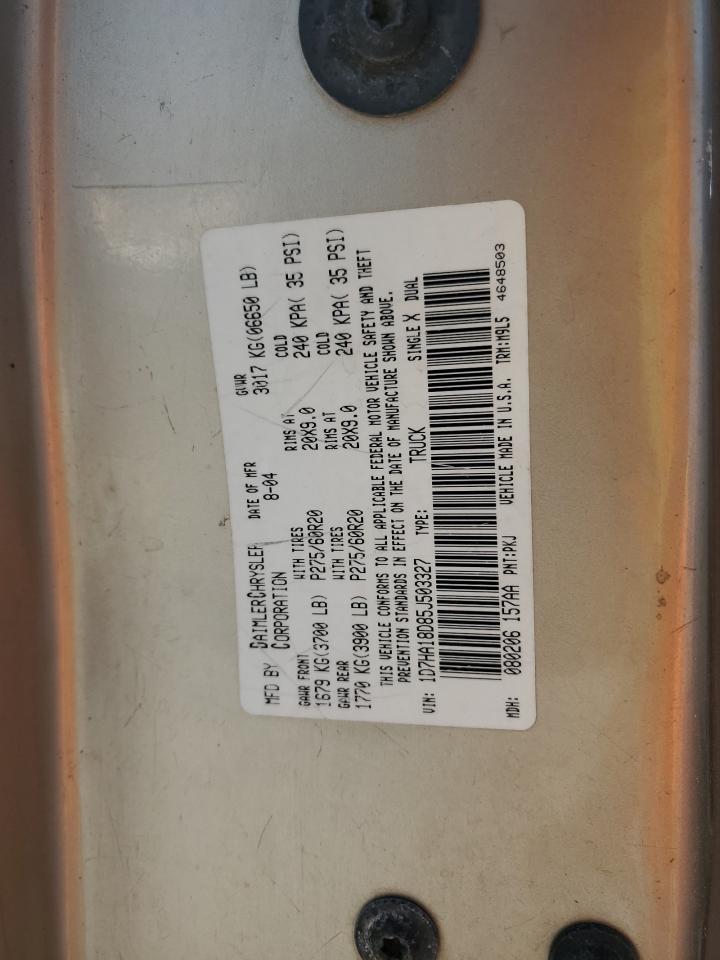 MFD BY DAIMLERCHRYSLER CORPORATION
DATE OF MFR 8-04
GVWR 3017 KG(06650 LB)
GAWR FRONT WITH TIRES RIMS AT COLD
1679 KG(3700 LB) P275/60R20 20X9.0 240 KPA( 35 PSI)
GAWR REAR WITH TIRES RIMS AT COLD
1770 KG(3900 LB) P275/60R20 20X9.0 240 KPA( 35 PSI)
THIS VEHICLE CONFORMS TO ALL APPLICABLE FEDERAL MOTOR VEHICLE SAFETY AND THEFT
PREVENTION STANDARDS IN EFFECT ON THE DATE OF MANUFACTURE SHOWN ABOVE.
VIN: 1D7HA18D85J503327 TYPE: TRUCK SINGLE X DUAL
MDH: 080206 157AA PNT:PKJ VEHICLE MADE IN U.S.A. TRM:M9L5 4648503